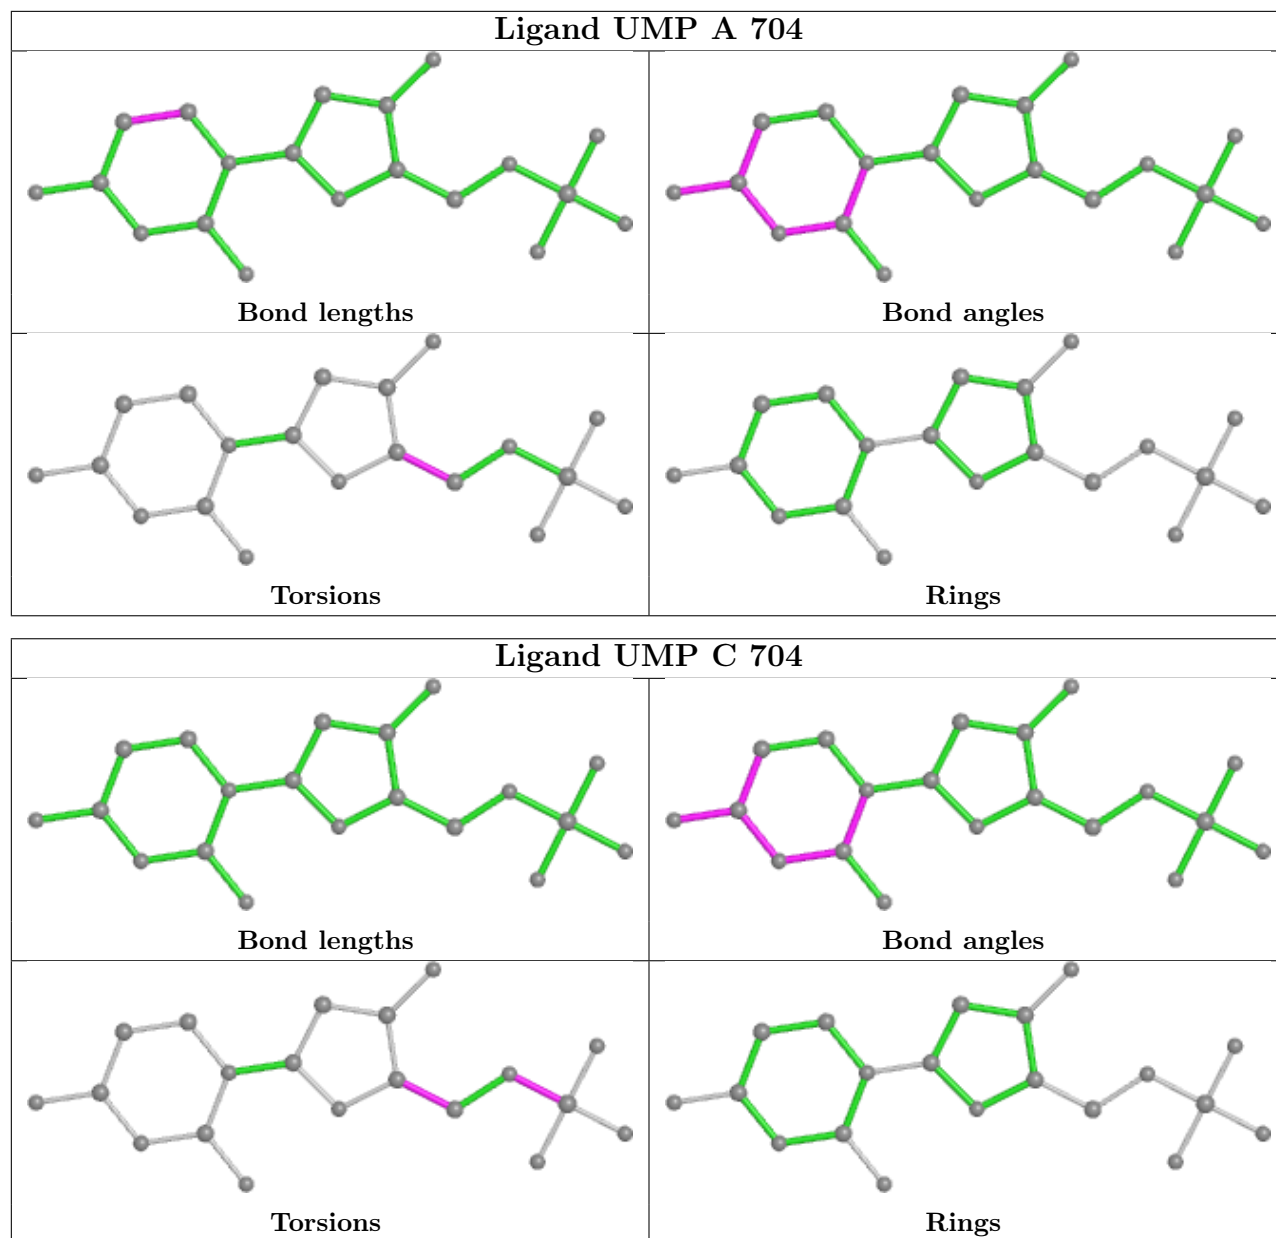 Ligand UMP A 704
Bond lengths
Bond angles
Torsions
Rings
Ligand UMP C 704
Bond lengths
Bond angles
Torsions
Rings